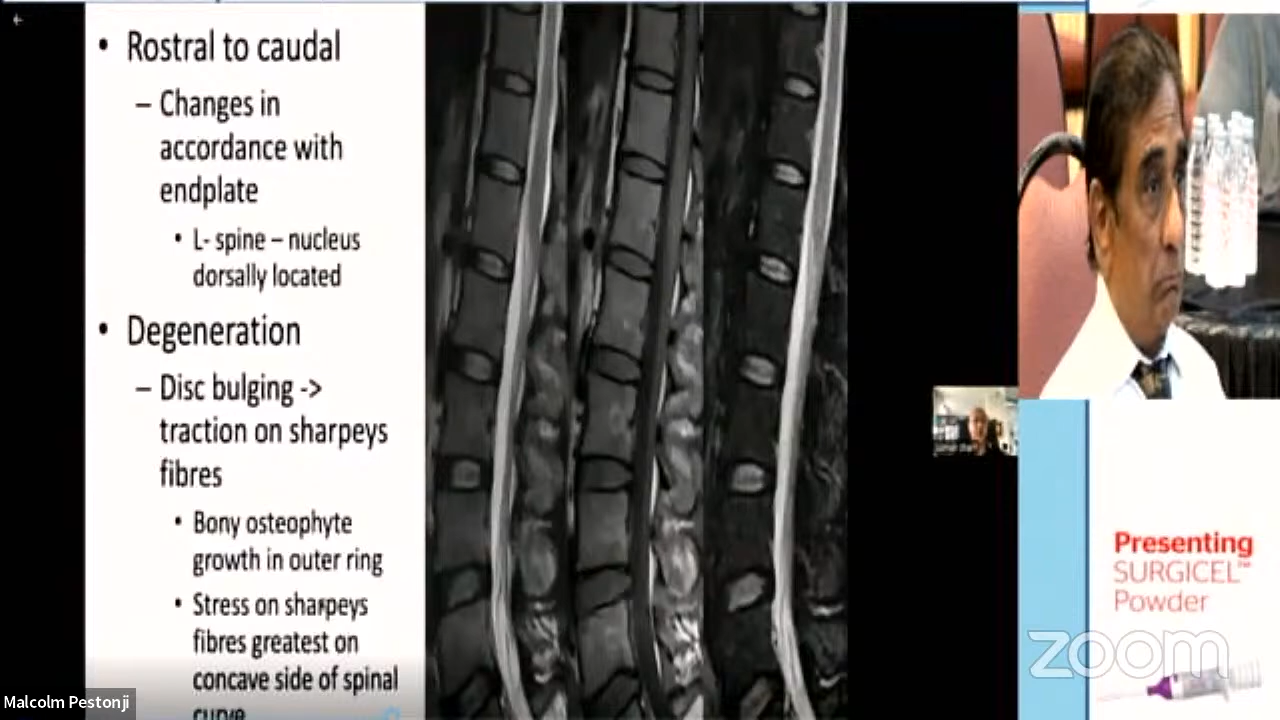 • Rostral to caudal
– Changes in
accordance with
endplate
• L- spine – nucleus
dorsally located
• Degeneration
– Disc bulging ->
traction on sharpeys
fibres
• Bony osteophyte
growth in outer ring
• Stress on sharpeys
fibres greatest on
concave side of spinal
curve
Malcolm Pestonji
Presenting
SURGICEL™
Powder
zoom